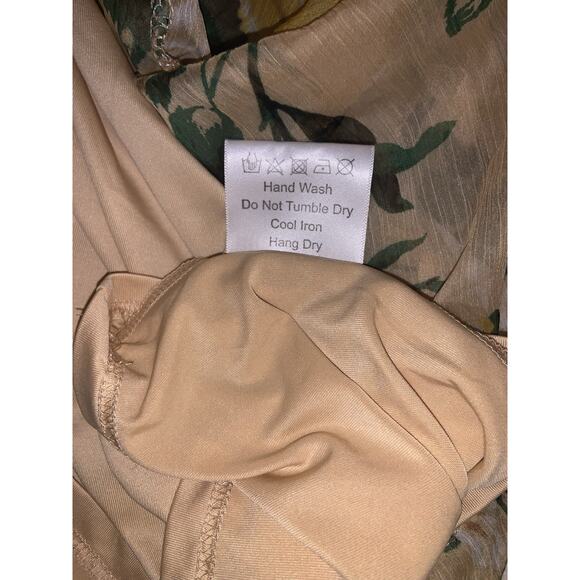 Hand Wash
Do Not Tumble Dry
Cool Iron
Hang Dry